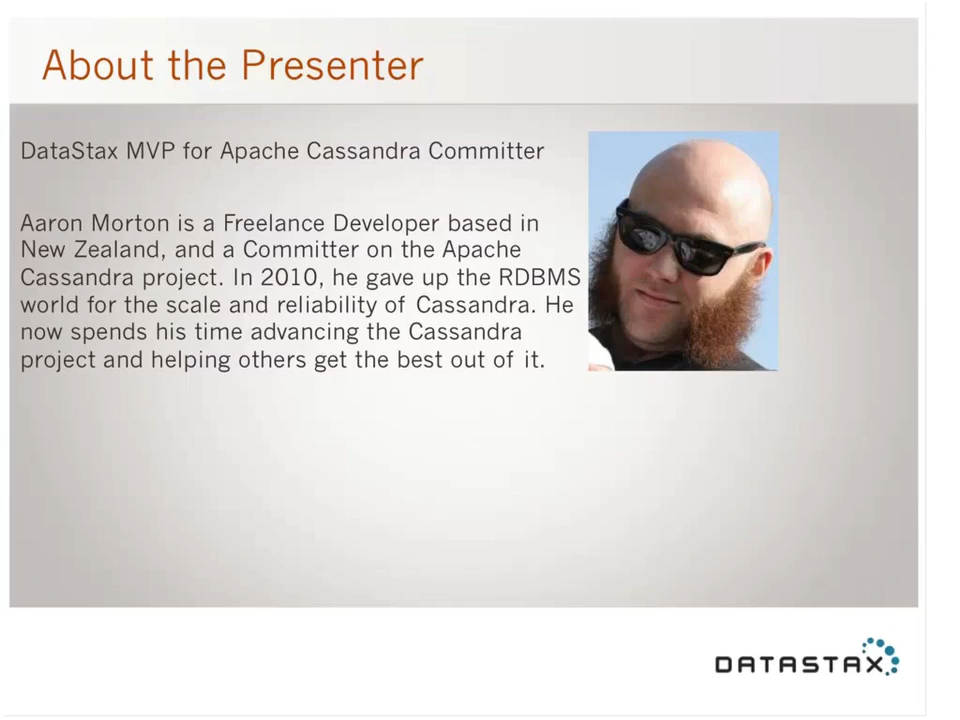 About the Presenter
DataStax MVP for Apache Cassandra Committer
Aaron Morton is a Freelance Developer based in
New Zealand, and a Committer on the Apache
Cassandra project. In 2010, he gave up the RDBMS
world for the scale and reliability of Cassandra. He
now spends his time advancing the Cassandra
project and helping others get the best out of it.
DATASTAX